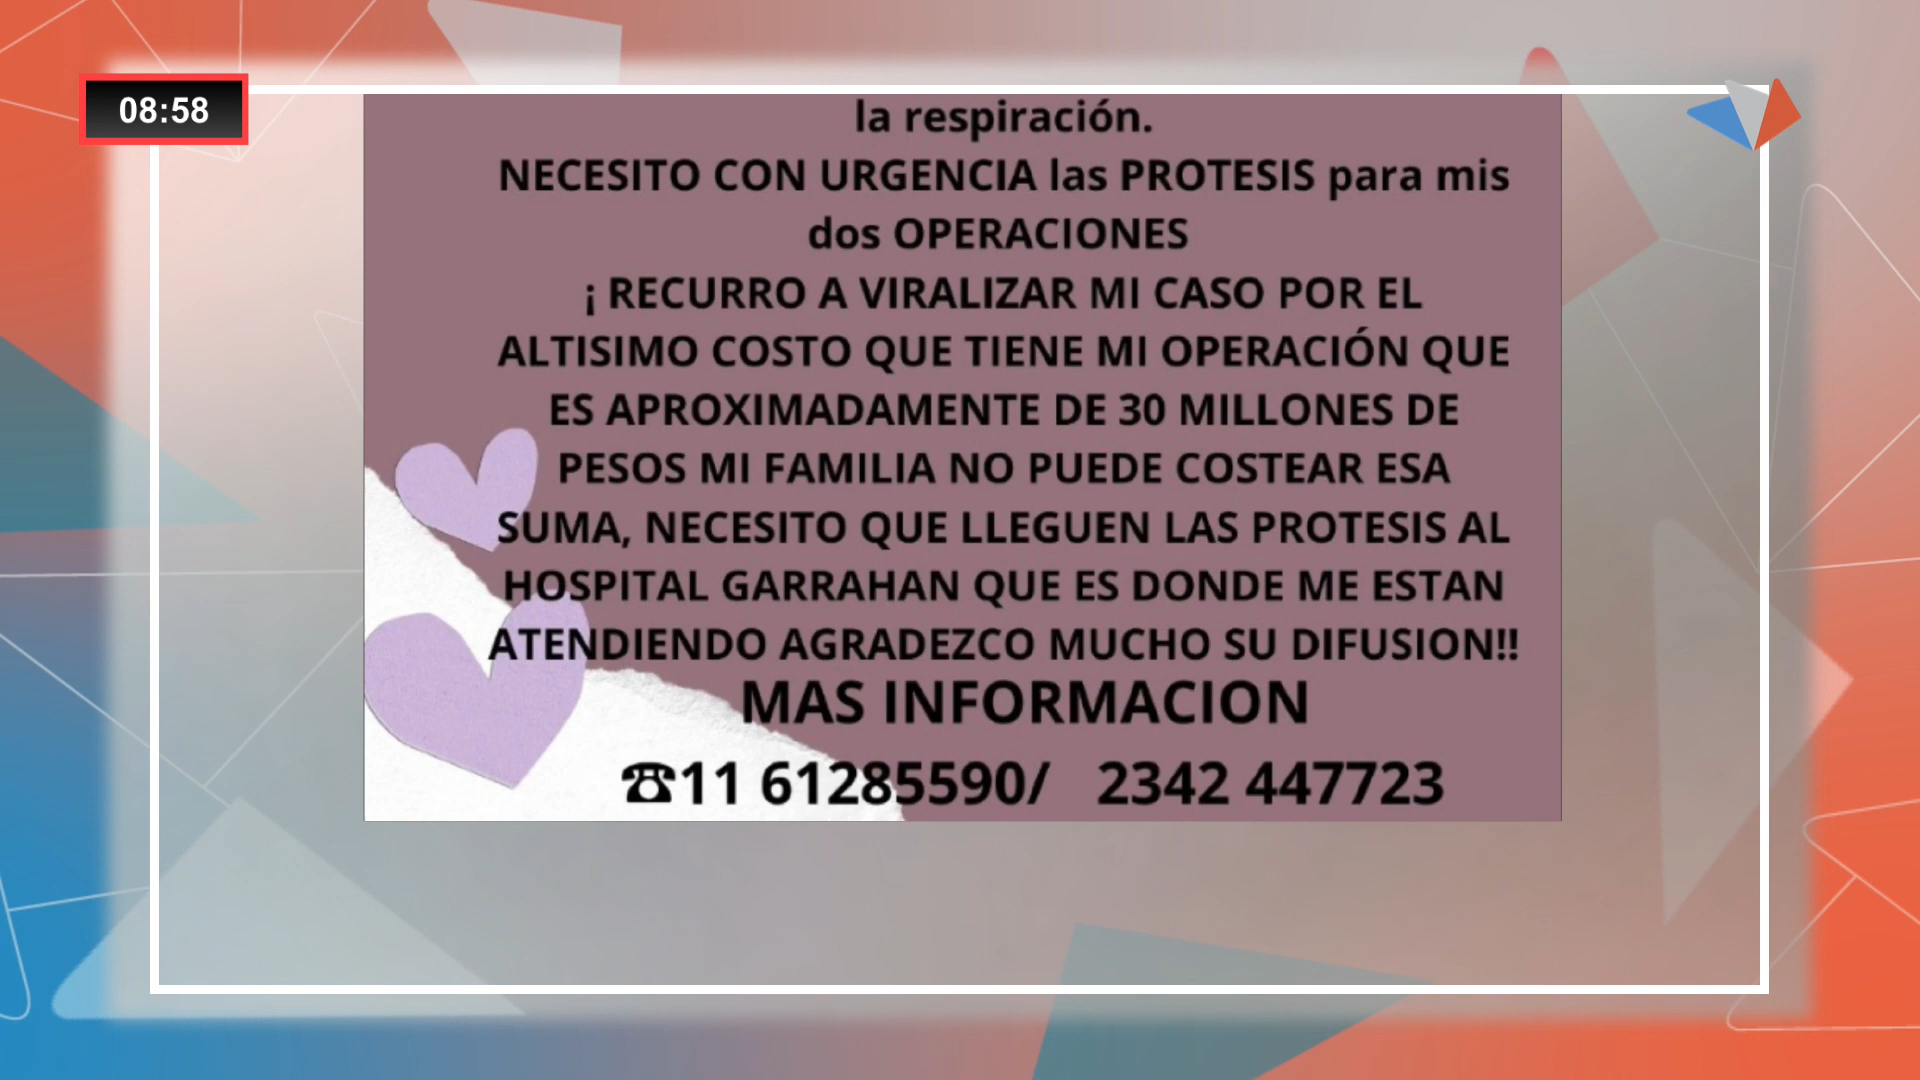 08:58
la respiración.
NECESITO CON URGENCIA las PROTESIS para mis
dos OPERACIONES
¡ RECURRO A VIRALIZAR MI CASO POR EL
ALTISIMO COSTO QUE TIENE MI OPERACIÓN QUE
ES APROXIMADAMENTE DE 30 MILLONES DE
PESOS MI FAMILIA NO PUEDE COSTEAR ESA
SUMA, NECESITO QUE LLEGUEN LAS PROTESIS AL
HOSPITAL GARRAHAN QUE ES DONDE ME ESTAN
ATENDIENDO AGRADEZCO MUCHO SU DIFUSION!!
MAS INFORMACION
☎11 61285590/ 2342 447723